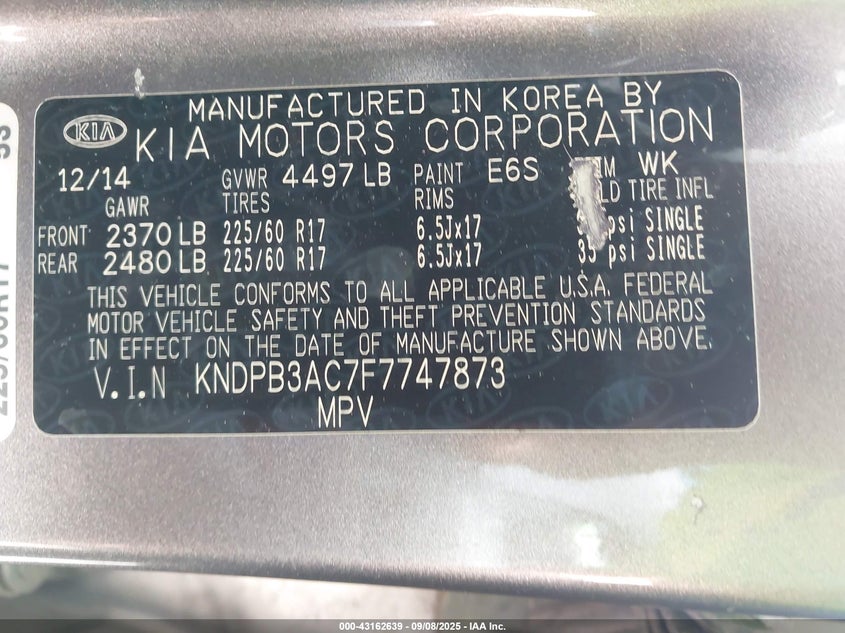 MANUFACTURED IN KOREA BY
KIA KIA MOTORS CORPORATION
12/14 GVWR 4497 LB PAINT E6S WK
GAWR TIRES RIMS TIRE INFL
FRONT 2370 LB 225/60 R17 6.5Jx17 psi SINGLE
REAR 2480 LB 225/60 R17 6.5Jx17 psi SINGLE
THIS VEHICLE CONFORMS TO ALL APPLICABLE U.S.A. FEDERAL
MOTOR VEHICLE SAFETY AND THEFT PREVENTION STANDARDS
IN EFFECT ON THE DATE OF MANUFACTURE SHOWN ABOVE.
V.I.N KNDPB3AC7F7747873
MPV
000-43162639 - 09/08/2025 - IAA Inc.